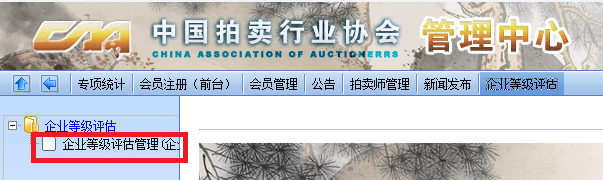 CAA 中国拍卖行业协会 管理中心
CHINA ASSOCIATION OF AUCTIONERRS
专项统计 会员注册（前台） 会员管理 公告 拍卖师管理 新闻发布 企业等级评估
企业等级评估
企业等级评估管理(企